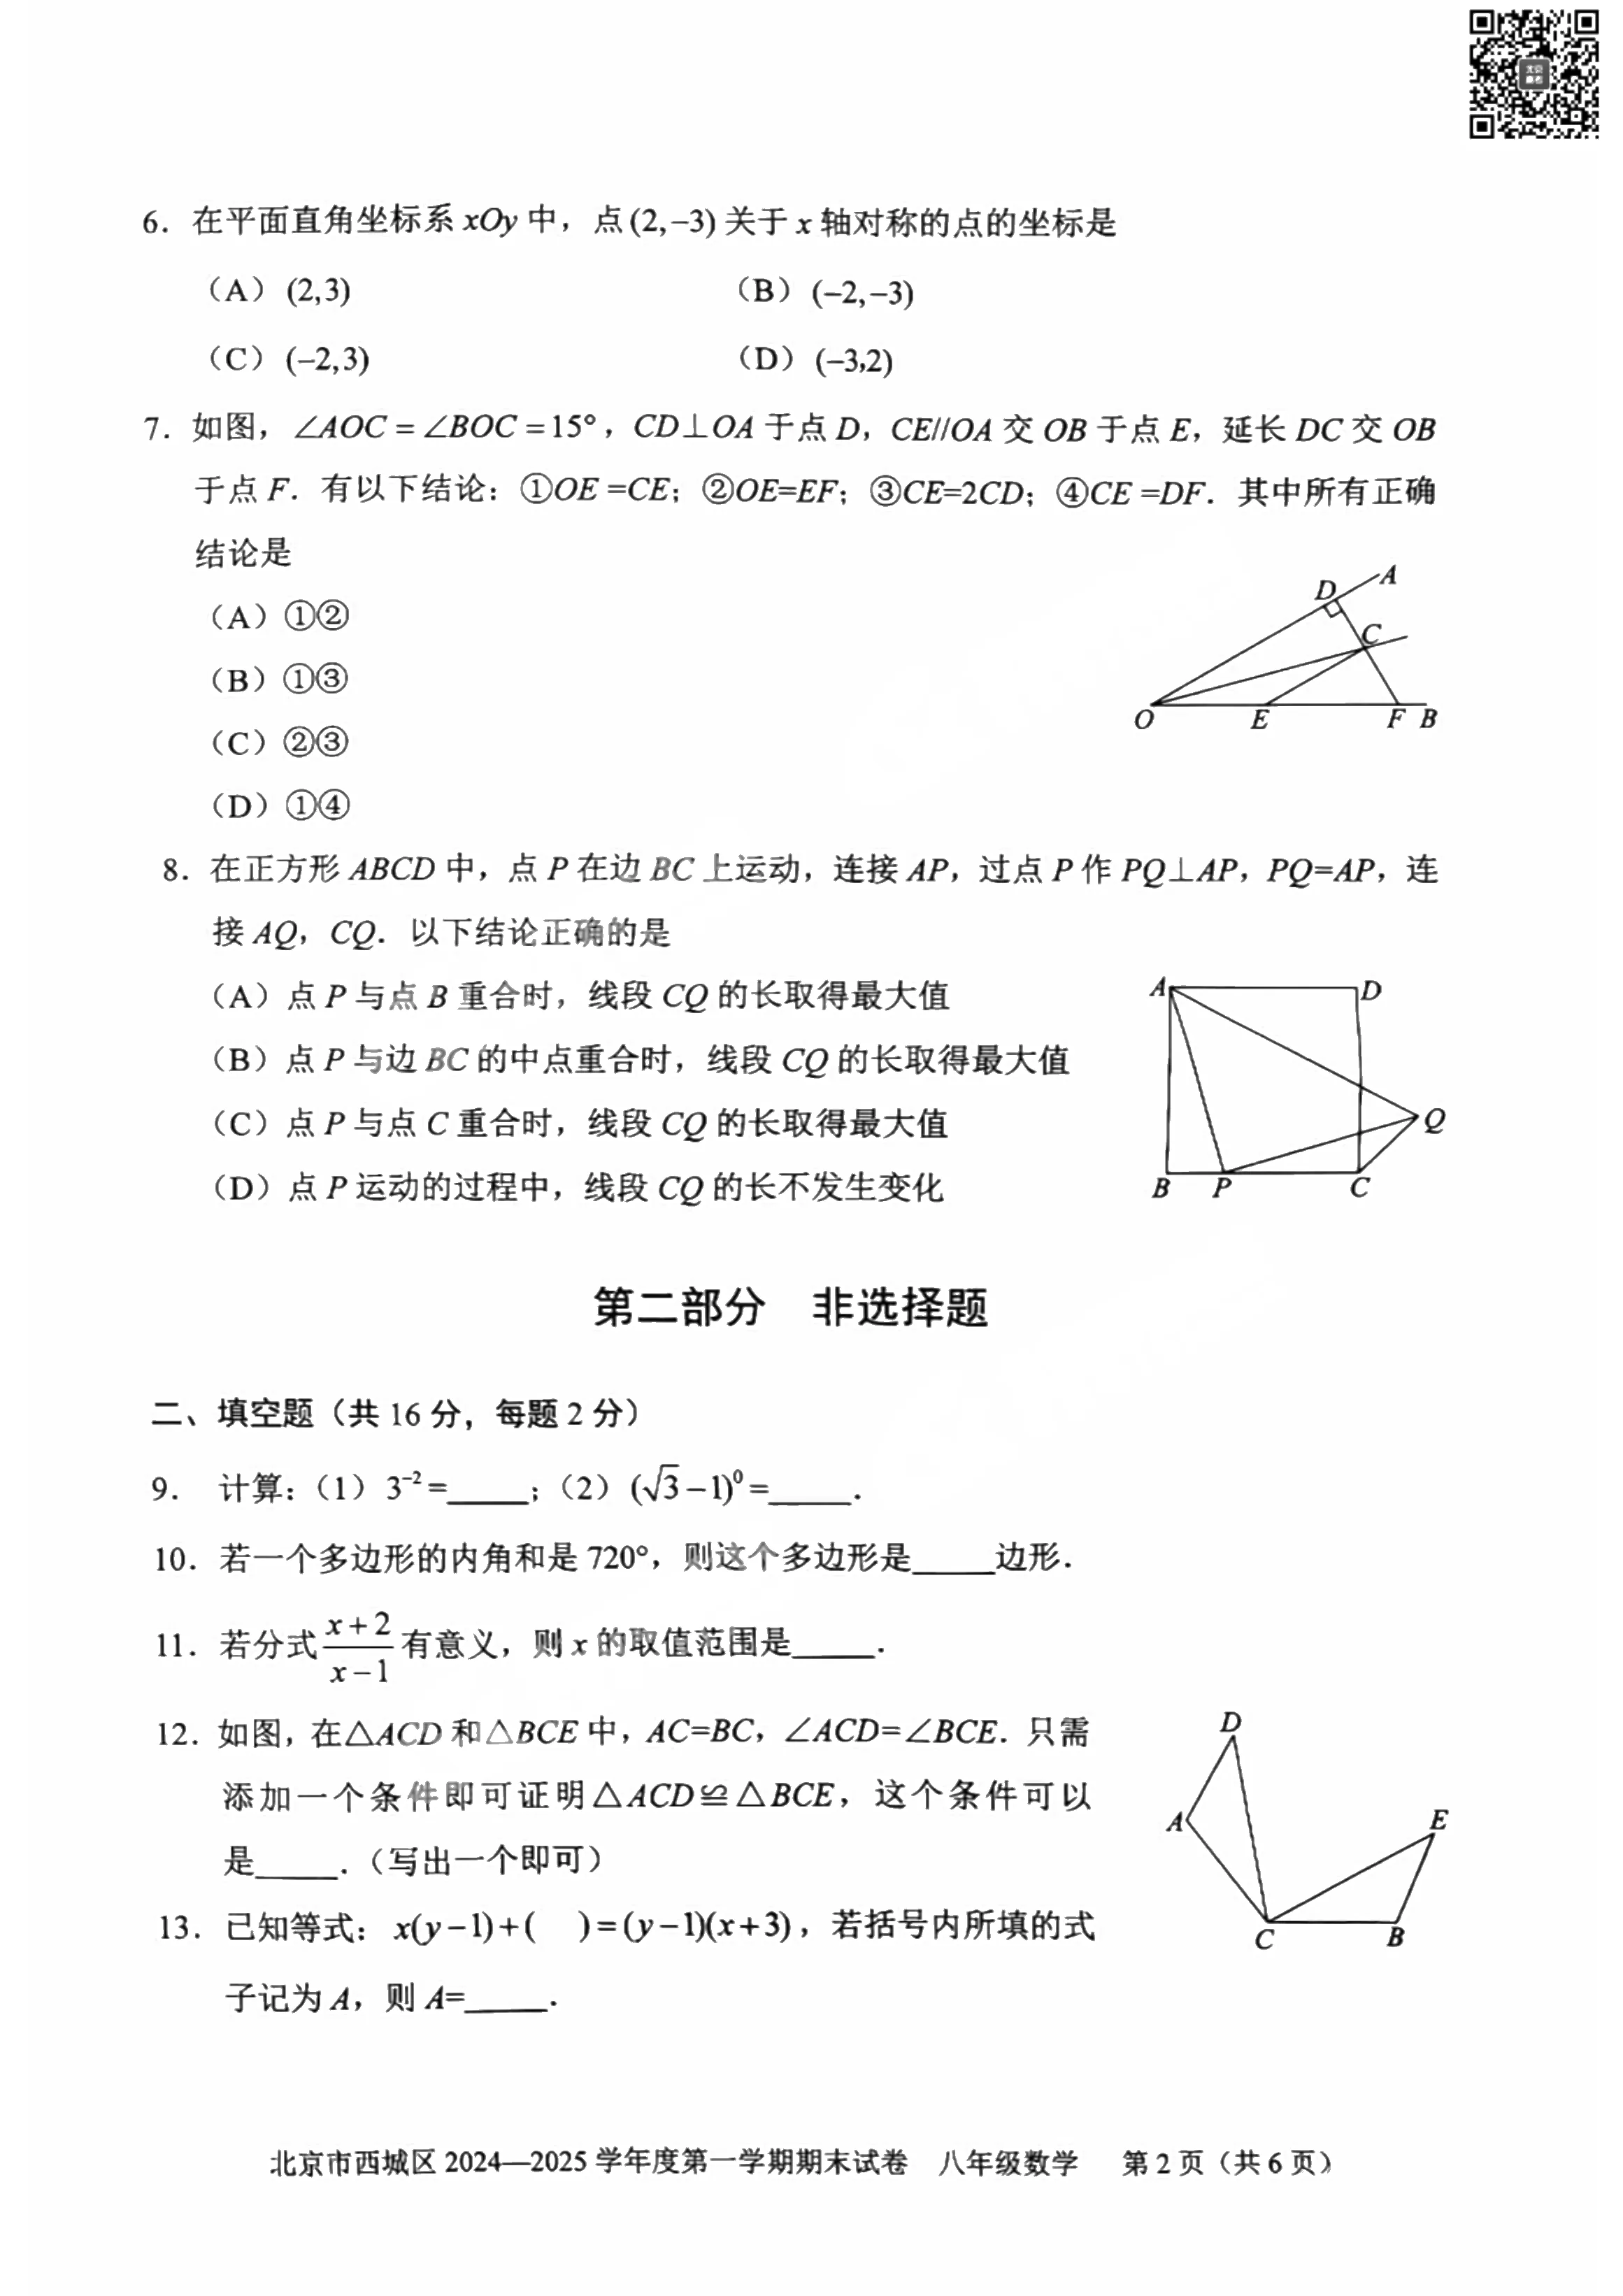 6. 在平面直角坐标系 xOy 中，点 (2,−3) 关于 x 轴对称的点的坐标是
（A）(2,3) （B）(−2,−3)
（C）(−2,3) （D）(−3,2)
7. 如图，∠AOC = ∠BOC = 15°，CD⊥OA 于点 D，CE//OA 交 OB 于点 E，延长 DC 交 OB
于点 F．有以下结论：①OE =CE；②OE=EF；③CE=2CD；④CE =DF．其中所有正确
结论是
（A）①②
（B）①③
（C）②③
（D）①④
D A
C
O E F B
8. 在正方形 ABCD 中，点 P 在边 BC 上运动，连接 AP，过点 P 作 PQ⊥AP，PQ=AP，连
接 AQ，CQ．以下结论正确的是
（A）点 P 与点 B 重合时，线段 CQ 的长取得最大值
（B）点 P 与边 BC 的中点重合时，线段 CQ 的长取得最大值
（C）点 P 与点 C 重合时，线段 CQ 的长取得最大值
（D）点 P 运动的过程中，线段 CQ 的长不发生变化
A D
Q
B P C
第二部分 非选择题
二、填空题（共 16 分，每题 2 分）
9. 计算：（1）3⁻² =_____；（2）(√3 −1)⁰ =_____．
10. 若一个多边形的内角和是 720°，则这个多边形是_____边形．
11. 若分式 (x+2)/(x−1) 有意义，则 x 的取值范围是_____．
12. 如图，在△ACD 和△BCE 中，AC=BC，∠ACD=∠BCE．只需
添加一个条件即可证明△ACD≌△BCE，这个条件可以
是_____．（写出一个即可）
D
A E
C B
13. 已知等式： x(y−1)+( )=(y−1)(x+3)，若括号内所填的式
子记为 A，则 A=_____．
北京市西城区 2024—2025 学年度第一学期期末试卷 八年级数学 第 2 页（共 6 页）